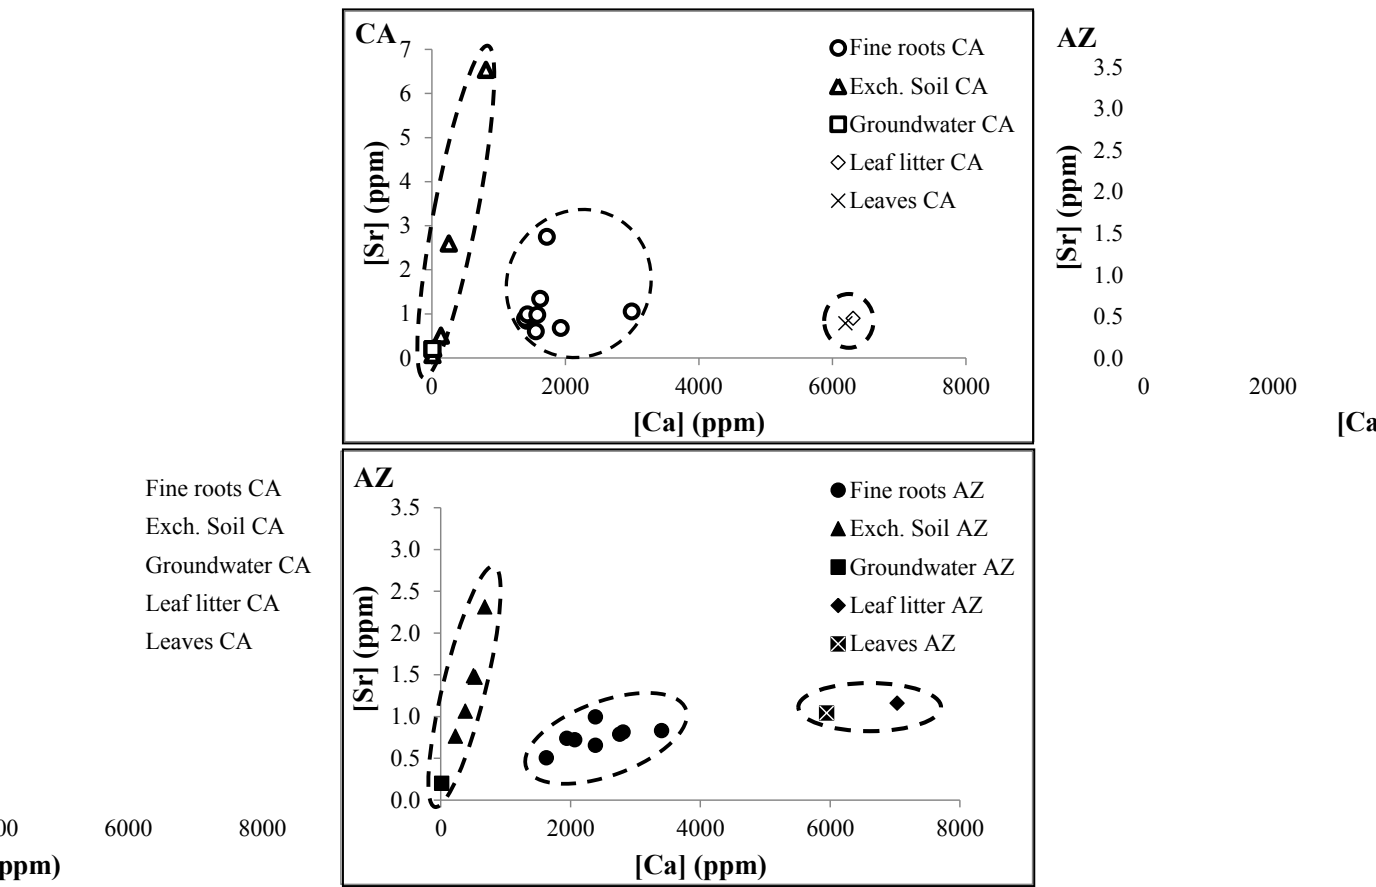 CA
7
6
5
4
3
2
1
0
[Sr] (ppm)
0 2000 4000 6000 8000
[Ca] (ppm)
Fine roots CA
Exch. Soil CA
Groundwater CA
Leaf litter CA
Leaves CA
AZ
3.5
3.0
2.5
2.0
1.5
1.0
0.5
0.0
[Sr] (ppm)
0 2000
[Ca
Fine roots CA
Exch. Soil CA
Groundwater CA
Leaf litter CA
Leaves CA
00 6000 8000
ppm)
AZ
3.5
3.0
2.5
2.0
1.5
1.0
0.5
0.0
[Sr] (ppm)
0 2000 4000 6000 8000
[Ca] (ppm)
Fine roots AZ
Exch. Soil AZ
Groundwater AZ
Leaf litter AZ
Leaves AZ